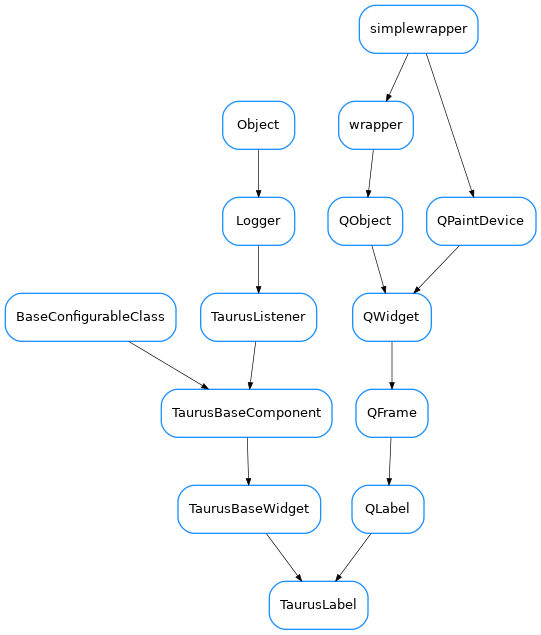 simplewrapper
Object
wrapper
Logger
QObject
QPaintDevice
BaseConfigurableClass
TaurusListener
QWidget
TaurusBaseComponent
QFrame
TaurusBaseWidget
QLabel
TaurusLabel